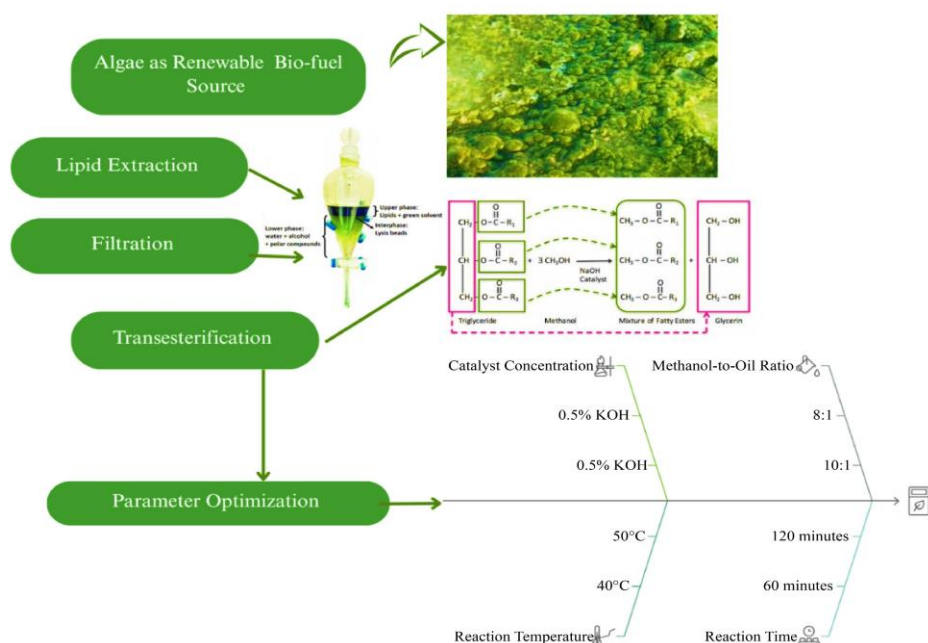 Algae as Renewable Bio-fuel
Source
Lipid Extraction
Filtration
Upper phase:
Lipids + green solvent
Interphase:
Lysis beads
Lower phase:
water + alcohol
+ polar compounds
CH₂
O—C—R₁
O
CH
O—C—R₂
O
CH₂
O—C—R₃
O
+ 3 CH₃OH
NaOH
Catalyst
CH₃—O—C—R₁
O
CH₃—O—C—R₂
O
CH₃—O—C—R₃
O
+
CH₂—OH
CH—OH
CH₂—OH
Triglyceride
Methanol
Mixture of Fatty Esters
Glycerin
Transesterification
Parameter Optimization
Catalyst Concentration
0.5% KOH
0.5% KOH
Methanol-to-Oil Ratio
8:1
10:1
50°C
40°C
Reaction Temperature
120 minutes
60 minutes
Reaction Time